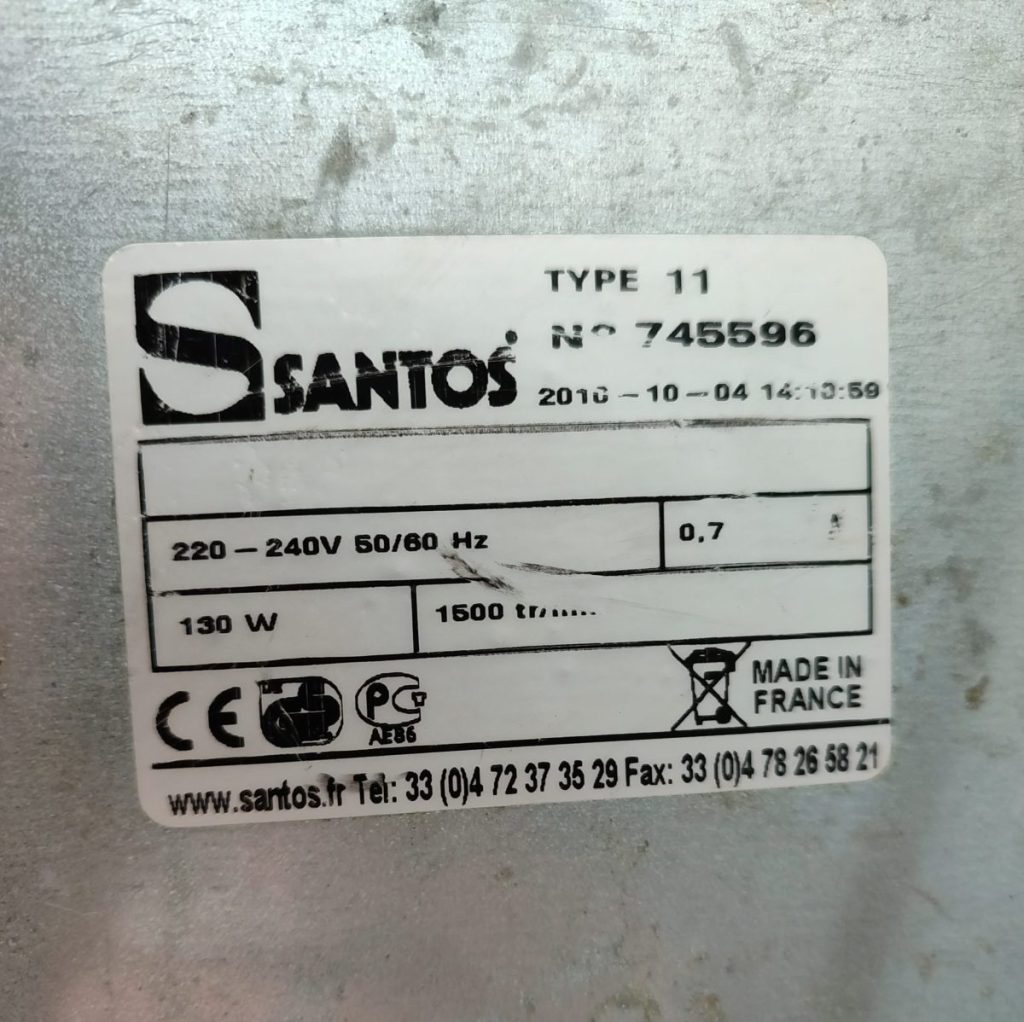 SANTOS
TYPE 11
N° 745596
-10-04
220-240V 50/60 Hz
0,7
130 W
1500
CE
PCT
AE86
MADE IN
FRANCE
www.santos.fr Tel: 33 (0)4 72 37 35 29 Fax: 33 (0)4 78 26 58 21